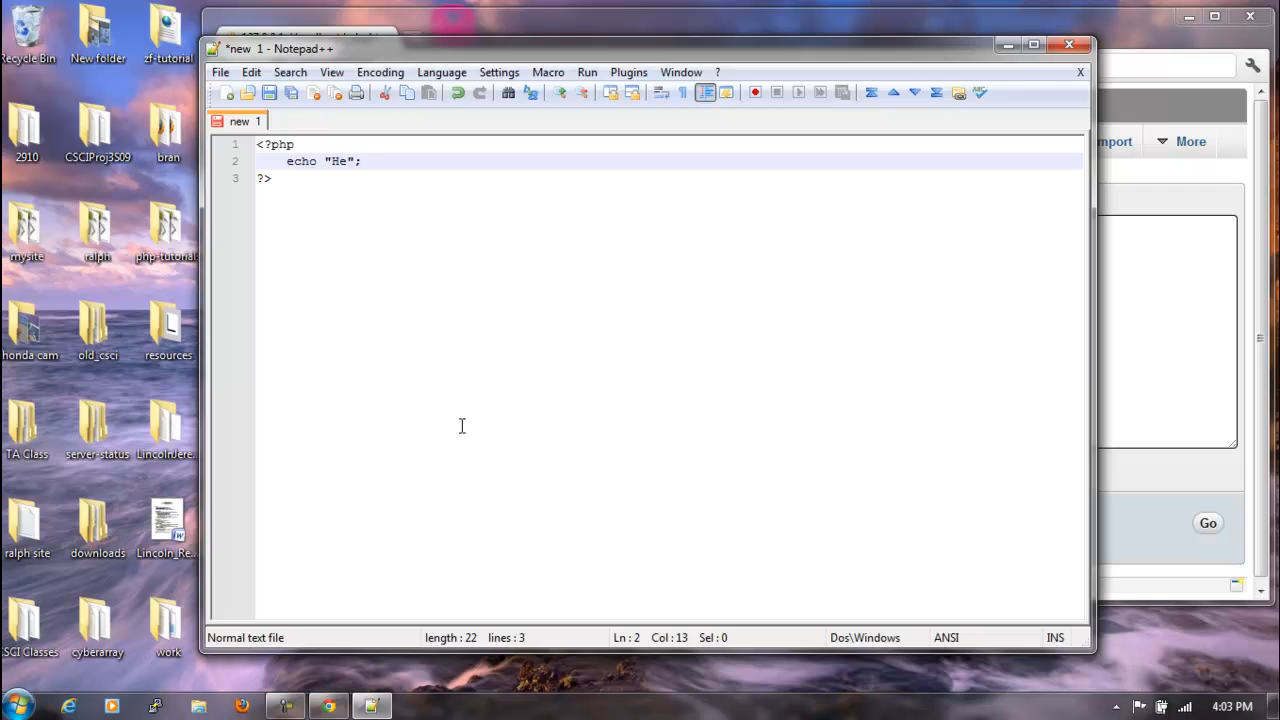 Recycle Bin
New folder
zf-tutorial
*new 1 - Notepad++
File Edit Search View Encoding Language Settings Macro Run Plugins Window ? X
new 1
1 <?php
2 echo "He";
3 ?>
mport More
2910
CSCIProj3S09
bran
mysite
ralph
php-tutorial
honda cam
old_csci
resources
TA Class
server-status
LincolnJere...
Go
ralph site
downloads
Lincoln_Re...
CSCI Classes
cyberarray
work
Normal text file length : 22 lines : 3 Ln : 2 Col : 13 Sel : 0 Dos\Windows ANSI INS
4:03 PM